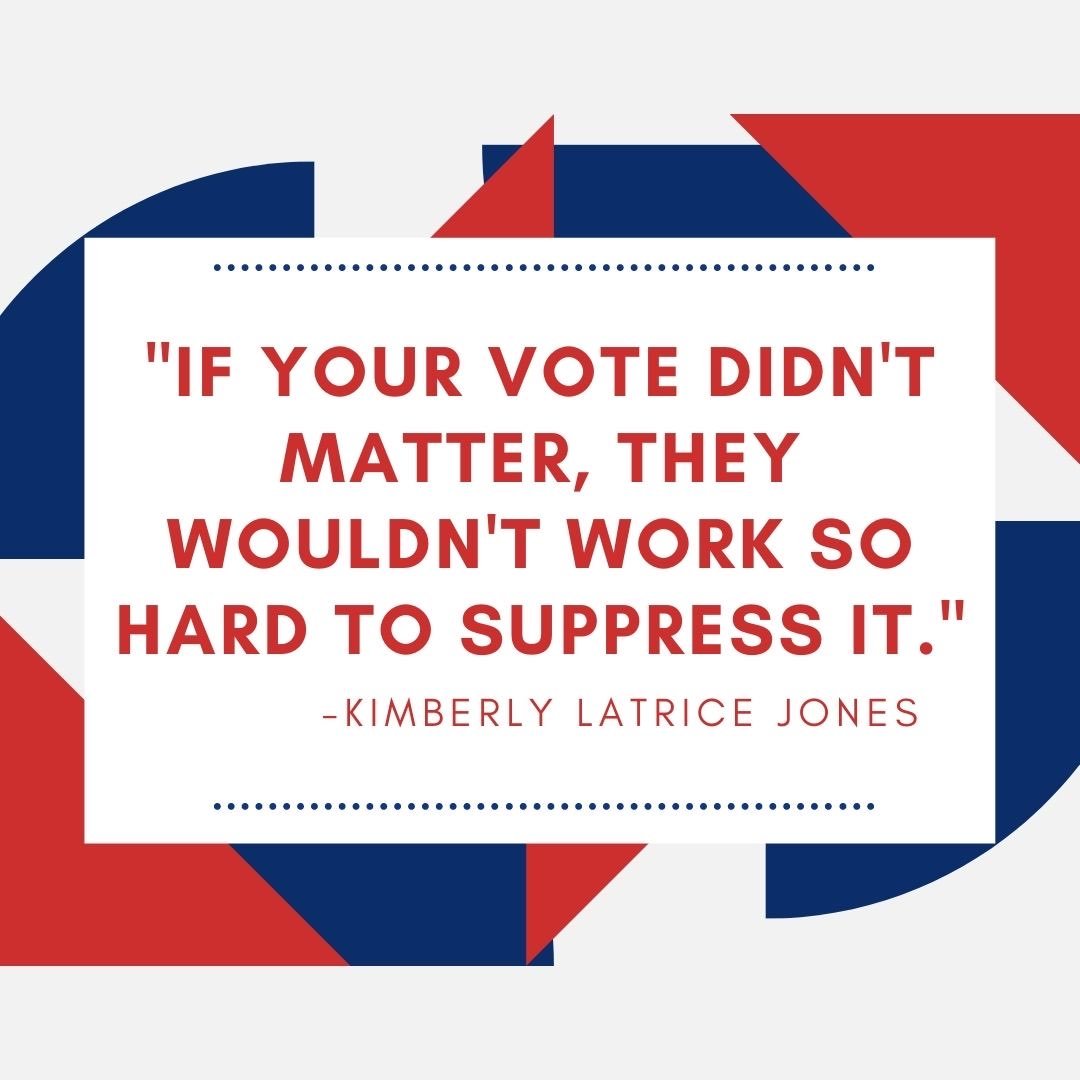 "IF YOUR VOTE DIDN'T
MATTER, THEY
WOULDN'T WORK SO
HARD TO SUPPRESS IT."
-KIMBERLY LATRICE JONES